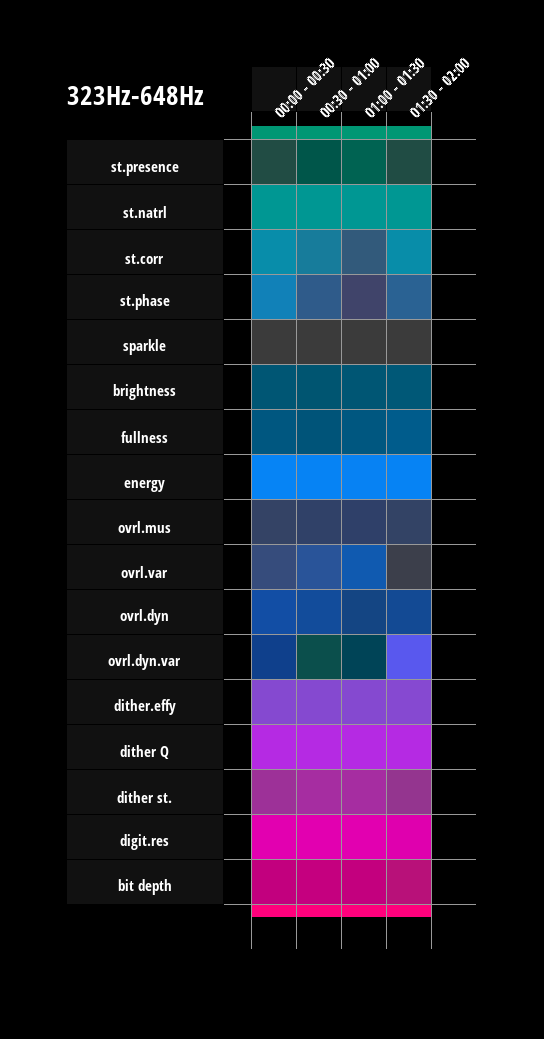 323Hz-648Hz
00:00 - 00:30
00:30 - 01:00
01:00 - 01:30
01:30 - 02:00
st.presence
st.natrl
st.corr
st.phase
sparkle
brightness
fullness
energy
ovrl.mus
ovrl.var
ovrl.dyn
ovrl.dyn.var
dither.effy
dither Q
dither st.
digit.res
bit depth